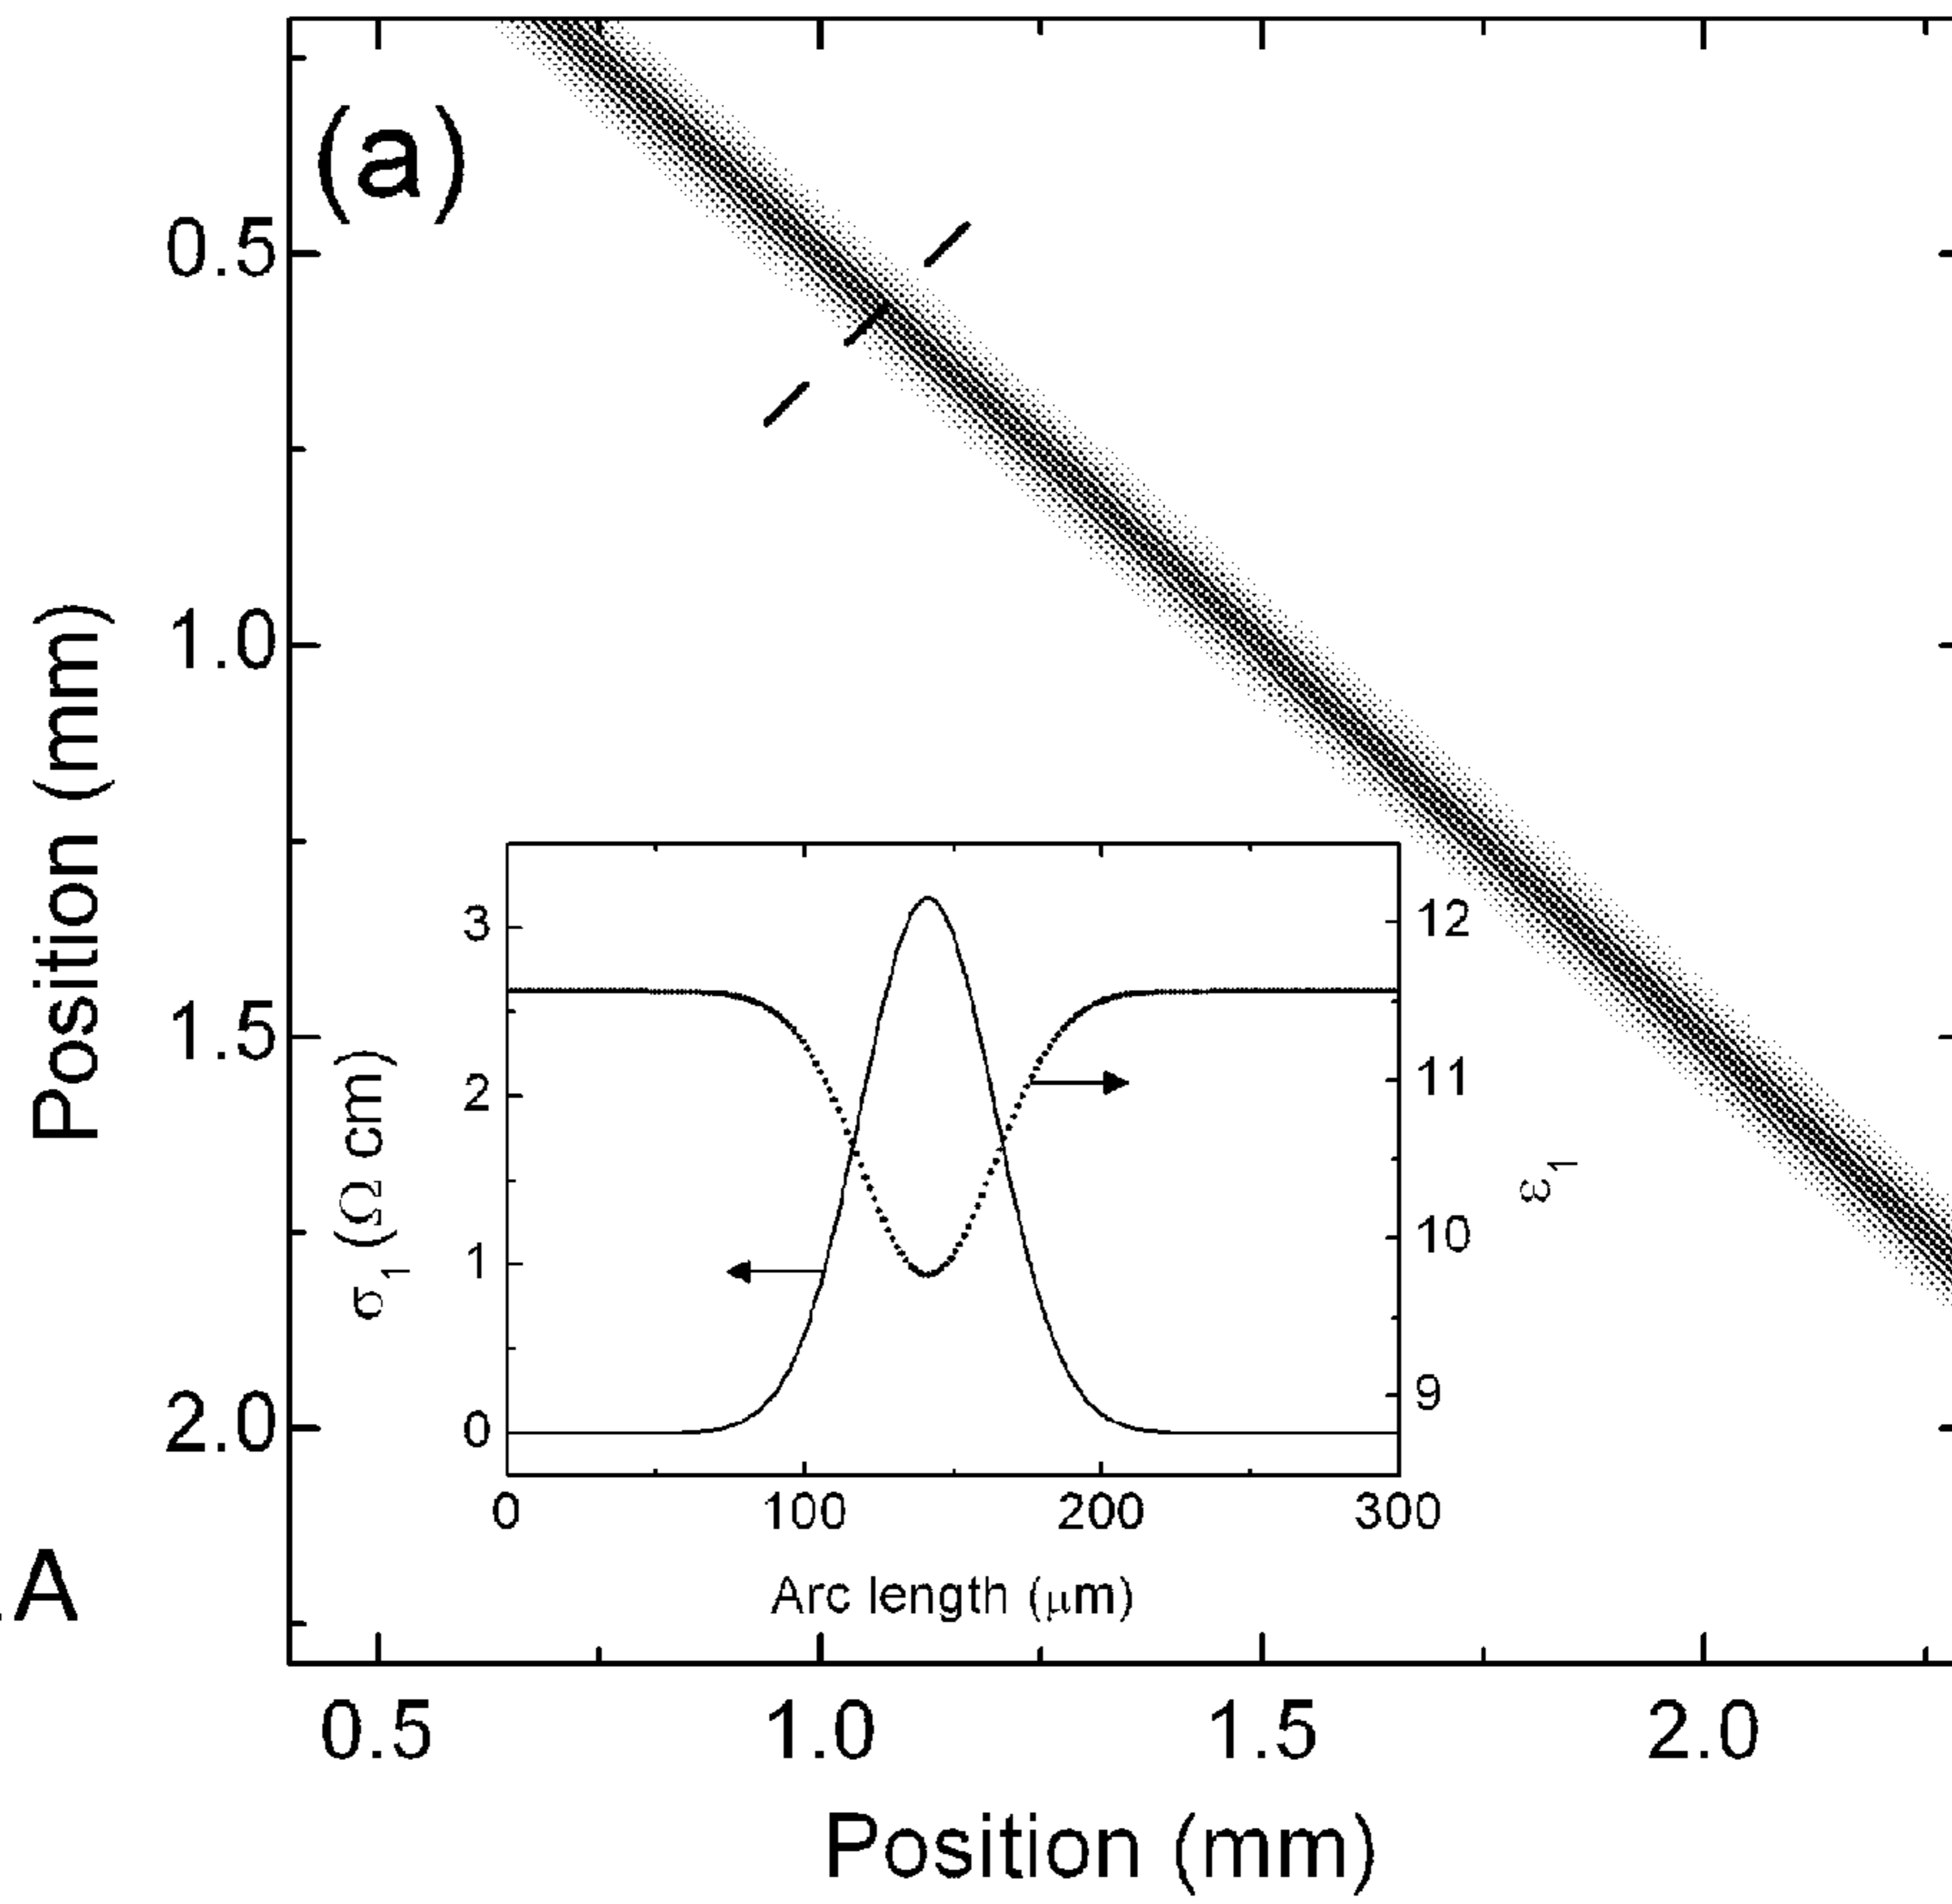 (a)
0.5
1.0
1.5
2.0
Position (mm)
3
2
1
0
σ1 (Ω cm)
12
11
10
9
ε1
0 100 200 300
Arc length (μm)
.A
0.5 1.0 1.5 2.0
Position (mm)